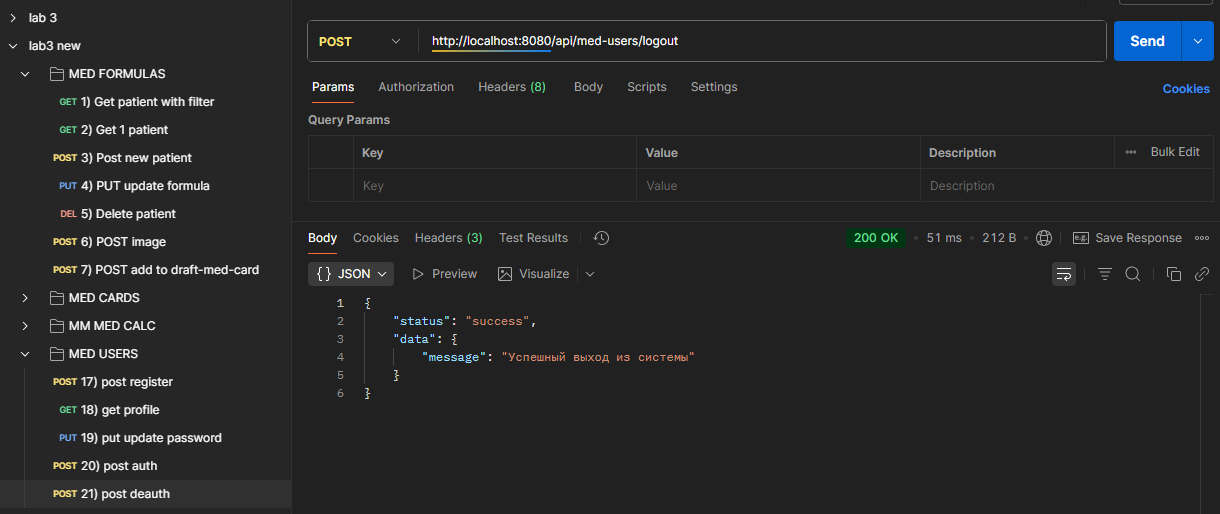 lab 3
lab3 new
MED FORMULAS
GET 1) Get patient with filter
GET 2) Get 1 patient
POST 3) Post new patient
PUT 4) PUT update formula
DEL 5) Delete patient
POST 6) POST image
POST 7) POST add to draft-med-card
MED CARDS
MM MED CALC
MED USERS
POST 17) post register
GET 18) get profile
PUT 19) put update password
POST 20) post auth
POST 21) post deauth
POST http://localhost:8080/api/med-users/logout Send
Params Authorization Headers (8) Body Scripts Settings Cookies
Query Params
Key Value Description ••• Bulk Edit
Key Value Description
Body Cookies Headers (3) Test Results 200 OK • 51 ms • 212 B • e.g. Save Response •••
{} JSON Preview Visualize
1 {
2 "status": "success",
3 "data": {
4 "message": "Успешный выход из системы"
5 }
6 }